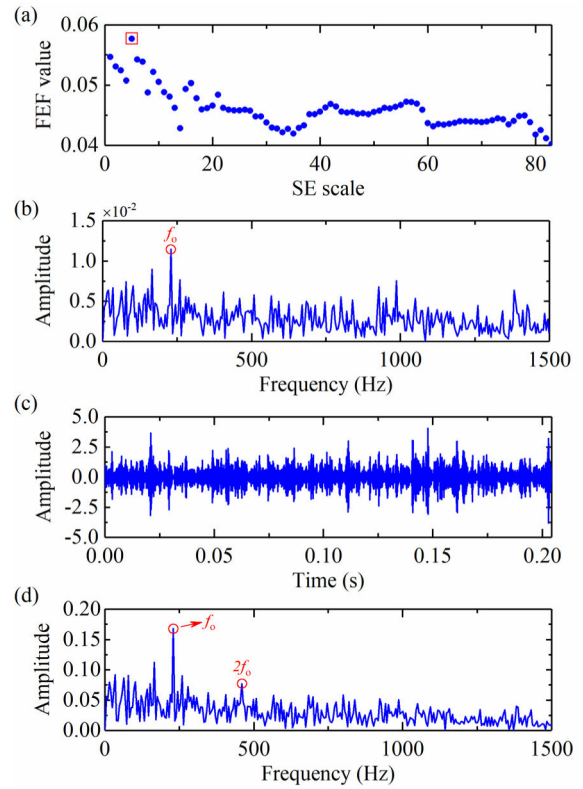 (a)
0.06
0.05
0.04
FEF value
0 20 40 60 80
SE scale
(b)
×10-2
1.5
1.0
0.5
0.0
Amplitude
fo
0 500 1000 1500
Frequency (Hz)
(c)
5.0
2.5
0.0
-2.5
-5.0
Amplitude
0.00 0.05 0.10 0.15 0.20
Time (s)
(d)
0.20
0.15
0.10
0.05
0.00
Amplitude
fo
2fo
0 500 1000 1500
Frequency (Hz)